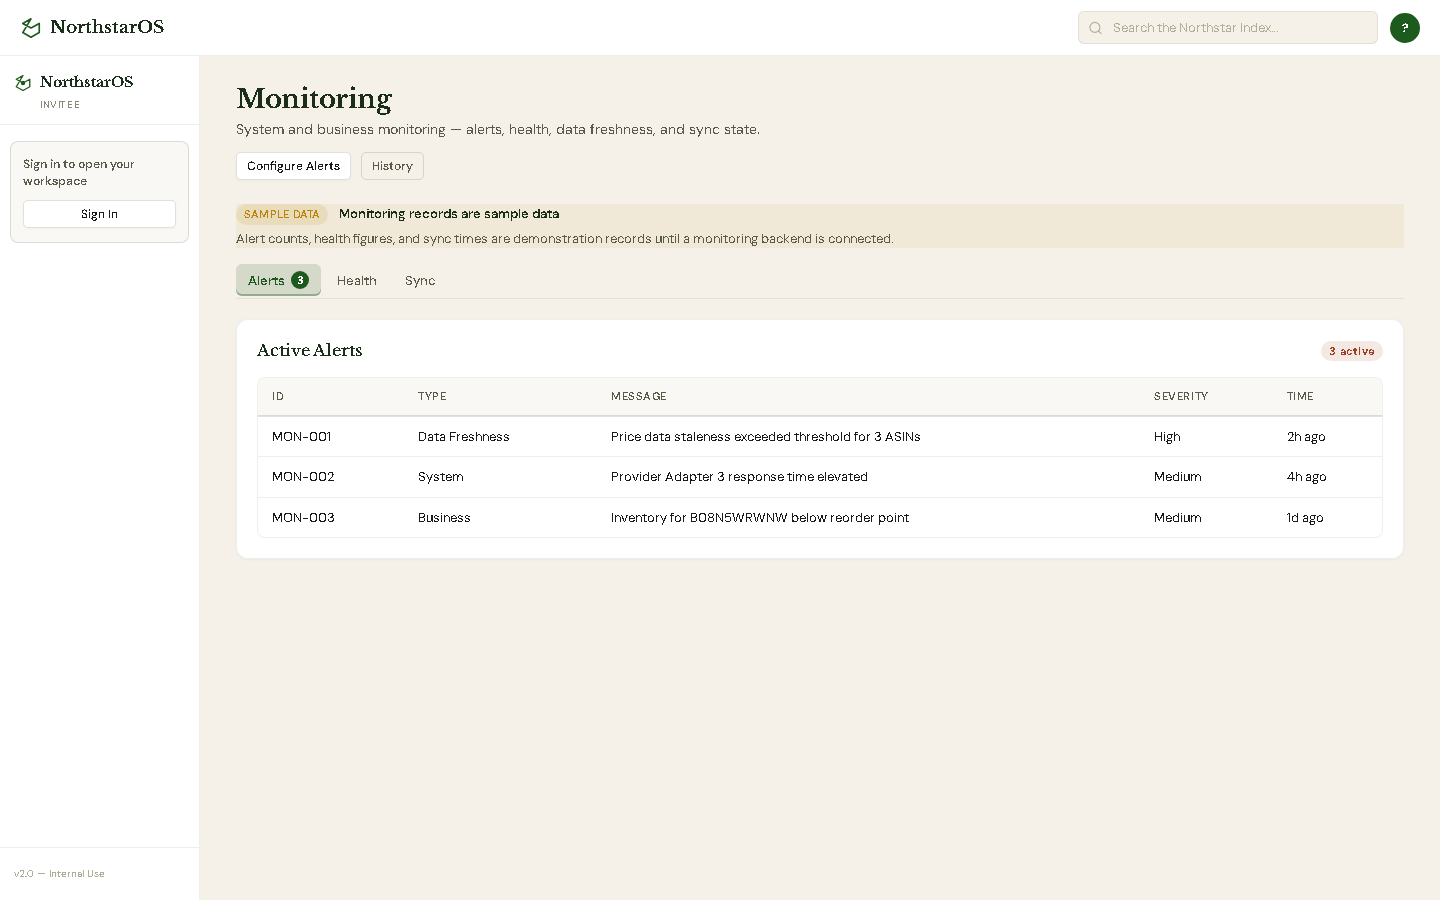 NorthstarOS
Search the Northstar Index...
?
NorthstarOS
INVITEE
Sign in to open your
workspace
Sign In
v2.0 — Internal Use
Monitoring
System and business monitoring — alerts, health, data freshness, and sync state.
Configure Alerts
History
SAMPLE DATA Monitoring records are sample data
Alert counts, health figures, and sync times are demonstration records until a monitoring backend is connected.
Alerts 3 Health Sync
Active Alerts
3 active
ID TYPE MESSAGE SEVERITY TIME
MON-001 Data Freshness Price data staleness exceeded threshold for 3 ASINs High 2h ago
MON-002 System Provider Adapter 3 response time elevated Medium 4h ago
MON-003 Business Inventory for B08N5WRWNW below reorder point Medium 1d ago